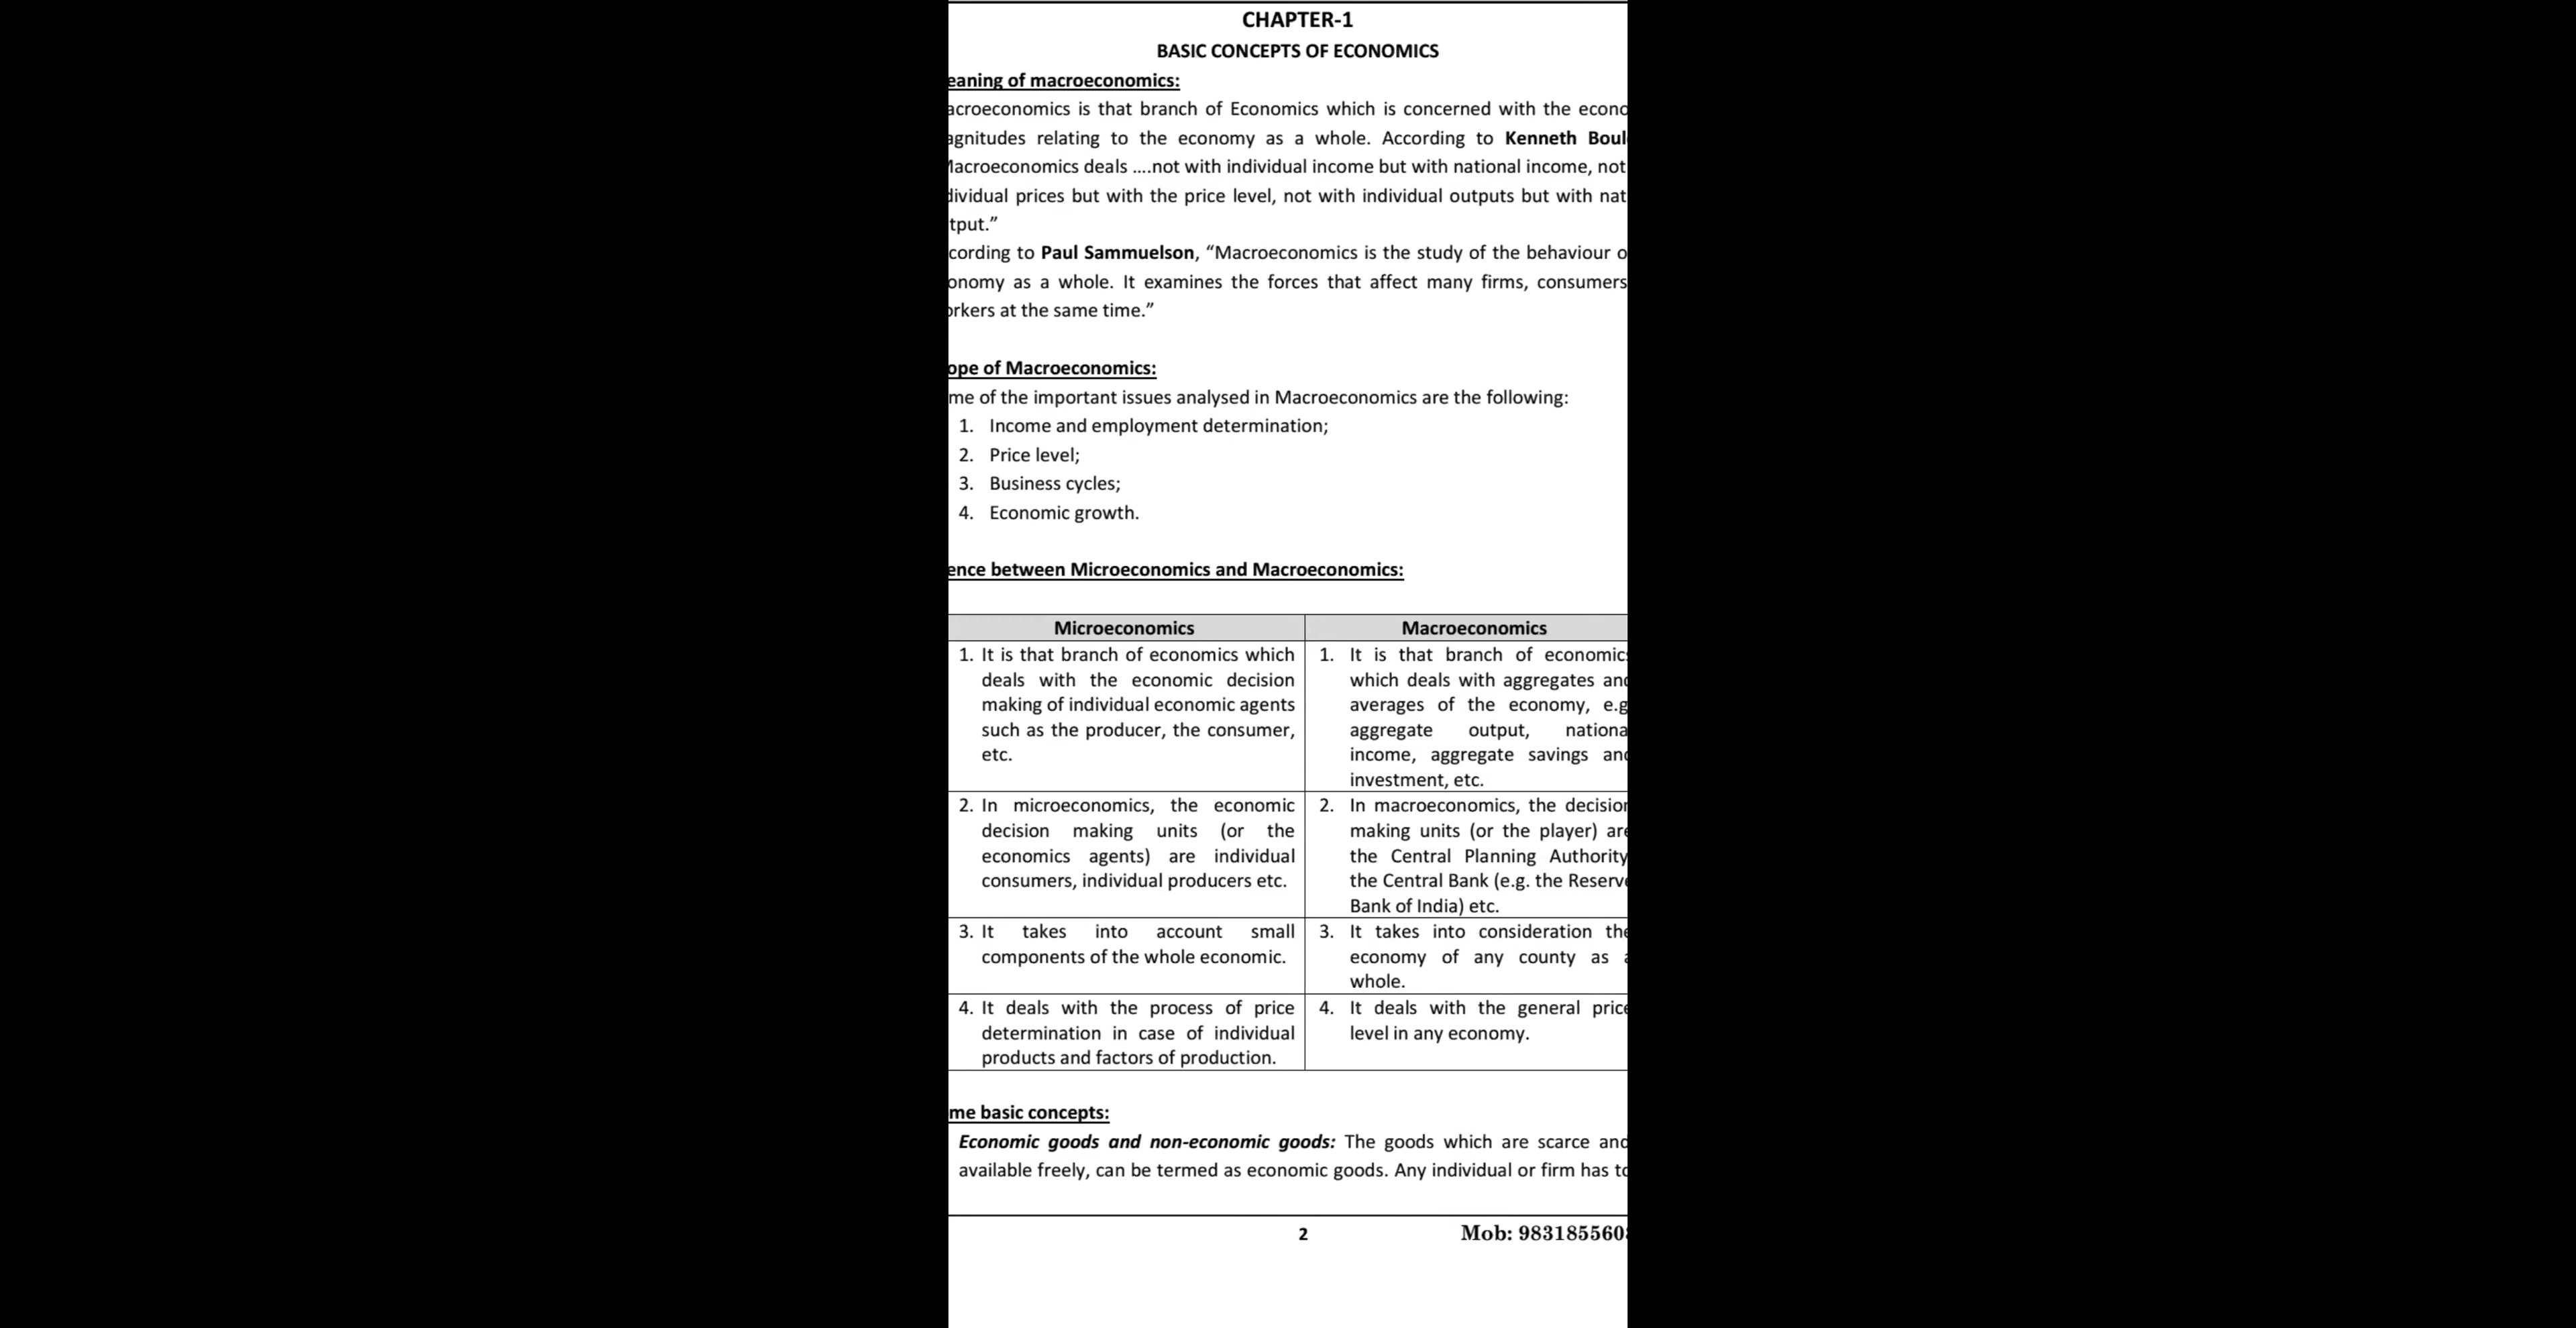 CHAPTER-1
BASIC CONCEPTS OF ECONOMICS
eaning of macroeconomics:
acroeconomics is that branch of Economics which is concerned with the econo
agnitudes relating to the economy as a whole. According to Kenneth Boul
acroeconomics deals ....not with individual income but with national income, not
dividual prices but with the price level, not with individual outputs but with nat
tput.”
cording to Paul Sammuelson, “Macroeconomics is the study of the behaviour o
onomy as a whole. It examines the forces that affect many firms, consumers
orkers at the same time.”
ope of Macroeconomics:
me of the important issues analysed in Macroeconomics are the following:
1. Income and employment determination;
2. Price level;
3. Business cycles;
4. Economic growth.
ence between Microeconomics and Macroeconomics:
Microeconomics
1. It is that branch of economics which
deals with the economic decision
making of individual economic agents
such as the producer, the consumer,
etc.
Macroeconomics
1. It is that branch of economics
which deals with aggregates and
averages of the economy, e.g
aggregate output, nationa
income, aggregate savings and
investment, etc.
2. In microeconomics, the economic
decision making units (or the
economics agents) are individual
consumers, individual producers etc.
2. In macroeconomics, the decision
making units (or the player) are
the Central Planning Authority
the Central Bank (e.g. the Reserve
Bank of India) etc.
3. It takes into account small
components of the whole economic.
3. It takes into consideration the
economy of any county as a
whole.
4. It deals with the process of price
determination in case of individual
products and factors of production.
4. It deals with the general price
level in any economy.
me basic concepts:
Economic goods and non-economic goods: The goods which are scarce and
available freely, can be termed as economic goods. Any individual or firm has to
2
Mob: 983185560